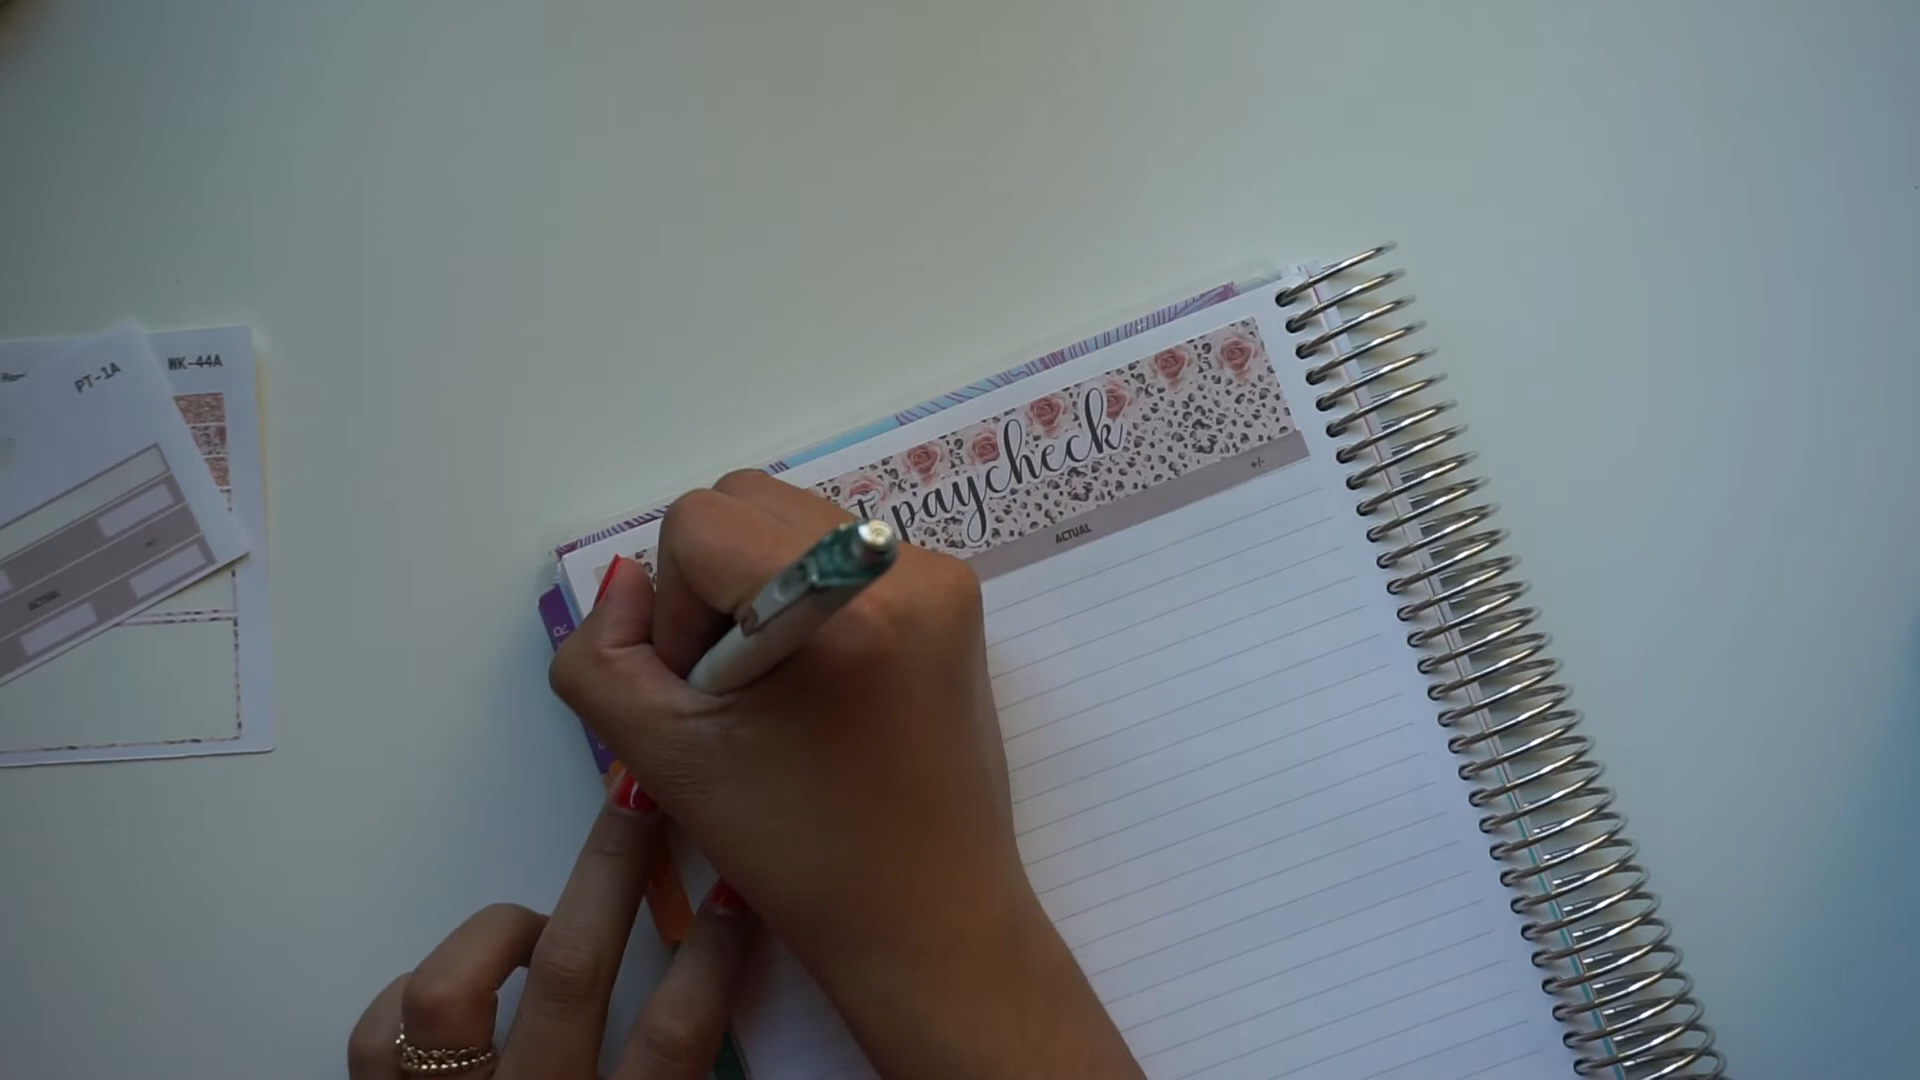 PT-1A
WK-44A
ACTUAL
+/-
paycheck
ACTUAL
+/-
R